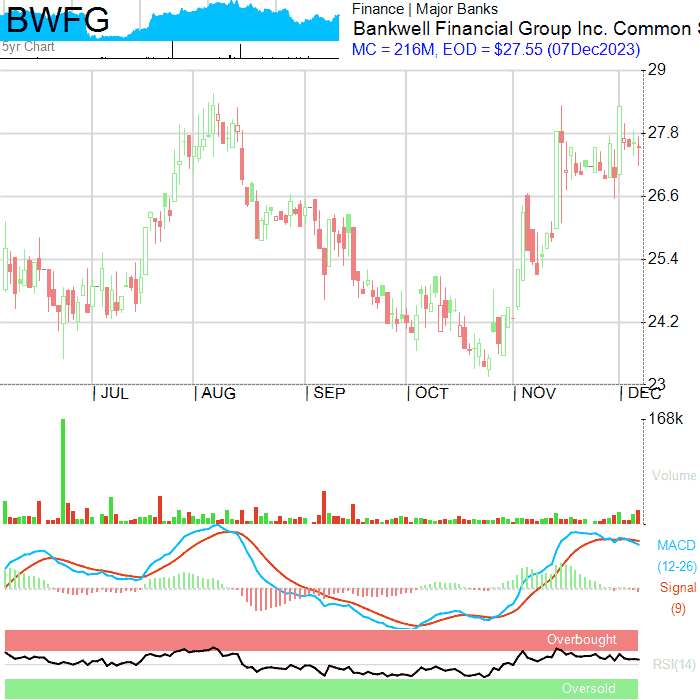 BWFG
5yr Chart
Finance | Major Banks
Bankwell Financial Group Inc. Common S
MC = 216M, EOD = $27.55 (07Dec2023)
29
27.8
26.6
25.4
24.2
23
JUL AUG SEP OCT NOV DEC
168k
Volume
MACD
(12-26)
Signal
(9)
Overbought
RSI(14)
Oversold